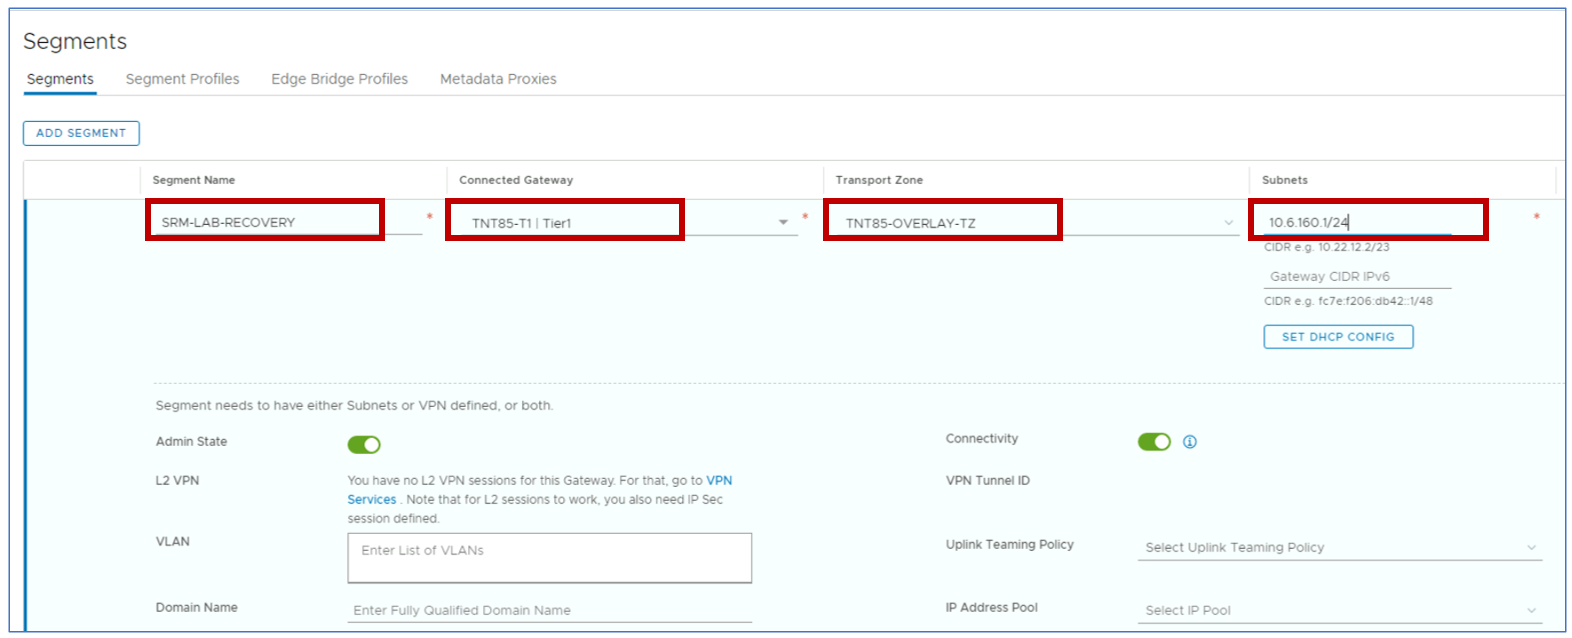 Segments
Segments Segment Profiles Edge Bridge Profiles Metadata Proxies
ADD SEGMENT
Segment Name Connected Gateway Transport Zone Subnets
SRM-LAB-RECOVERY * TNT85-T1 | Tier1 * TNT85-OVERLAY-TZ 10.6.160.1/24 *
CIDR e.g. 10.22.12.2/23
Gateway CIDR IPv6
CIDR e.g. fc7e:f206:db42::1/48
SET DHCP CONFIG
Segment needs to have either Subnets or VPN defined, or both.
Admin State Connectivity
L2 VPN You have no L2 VPN sessions for this Gateway. For that, go to VPN VPN Tunnel ID
Services . Note that for L2 sessions to work, you also need IP Sec
session defined.
VLAN Enter List of VLANs Uplink Teaming Policy Select Uplink Teaming Policy
Domain Name Enter Fully Qualified Domain Name IP Address Pool Select IP Pool